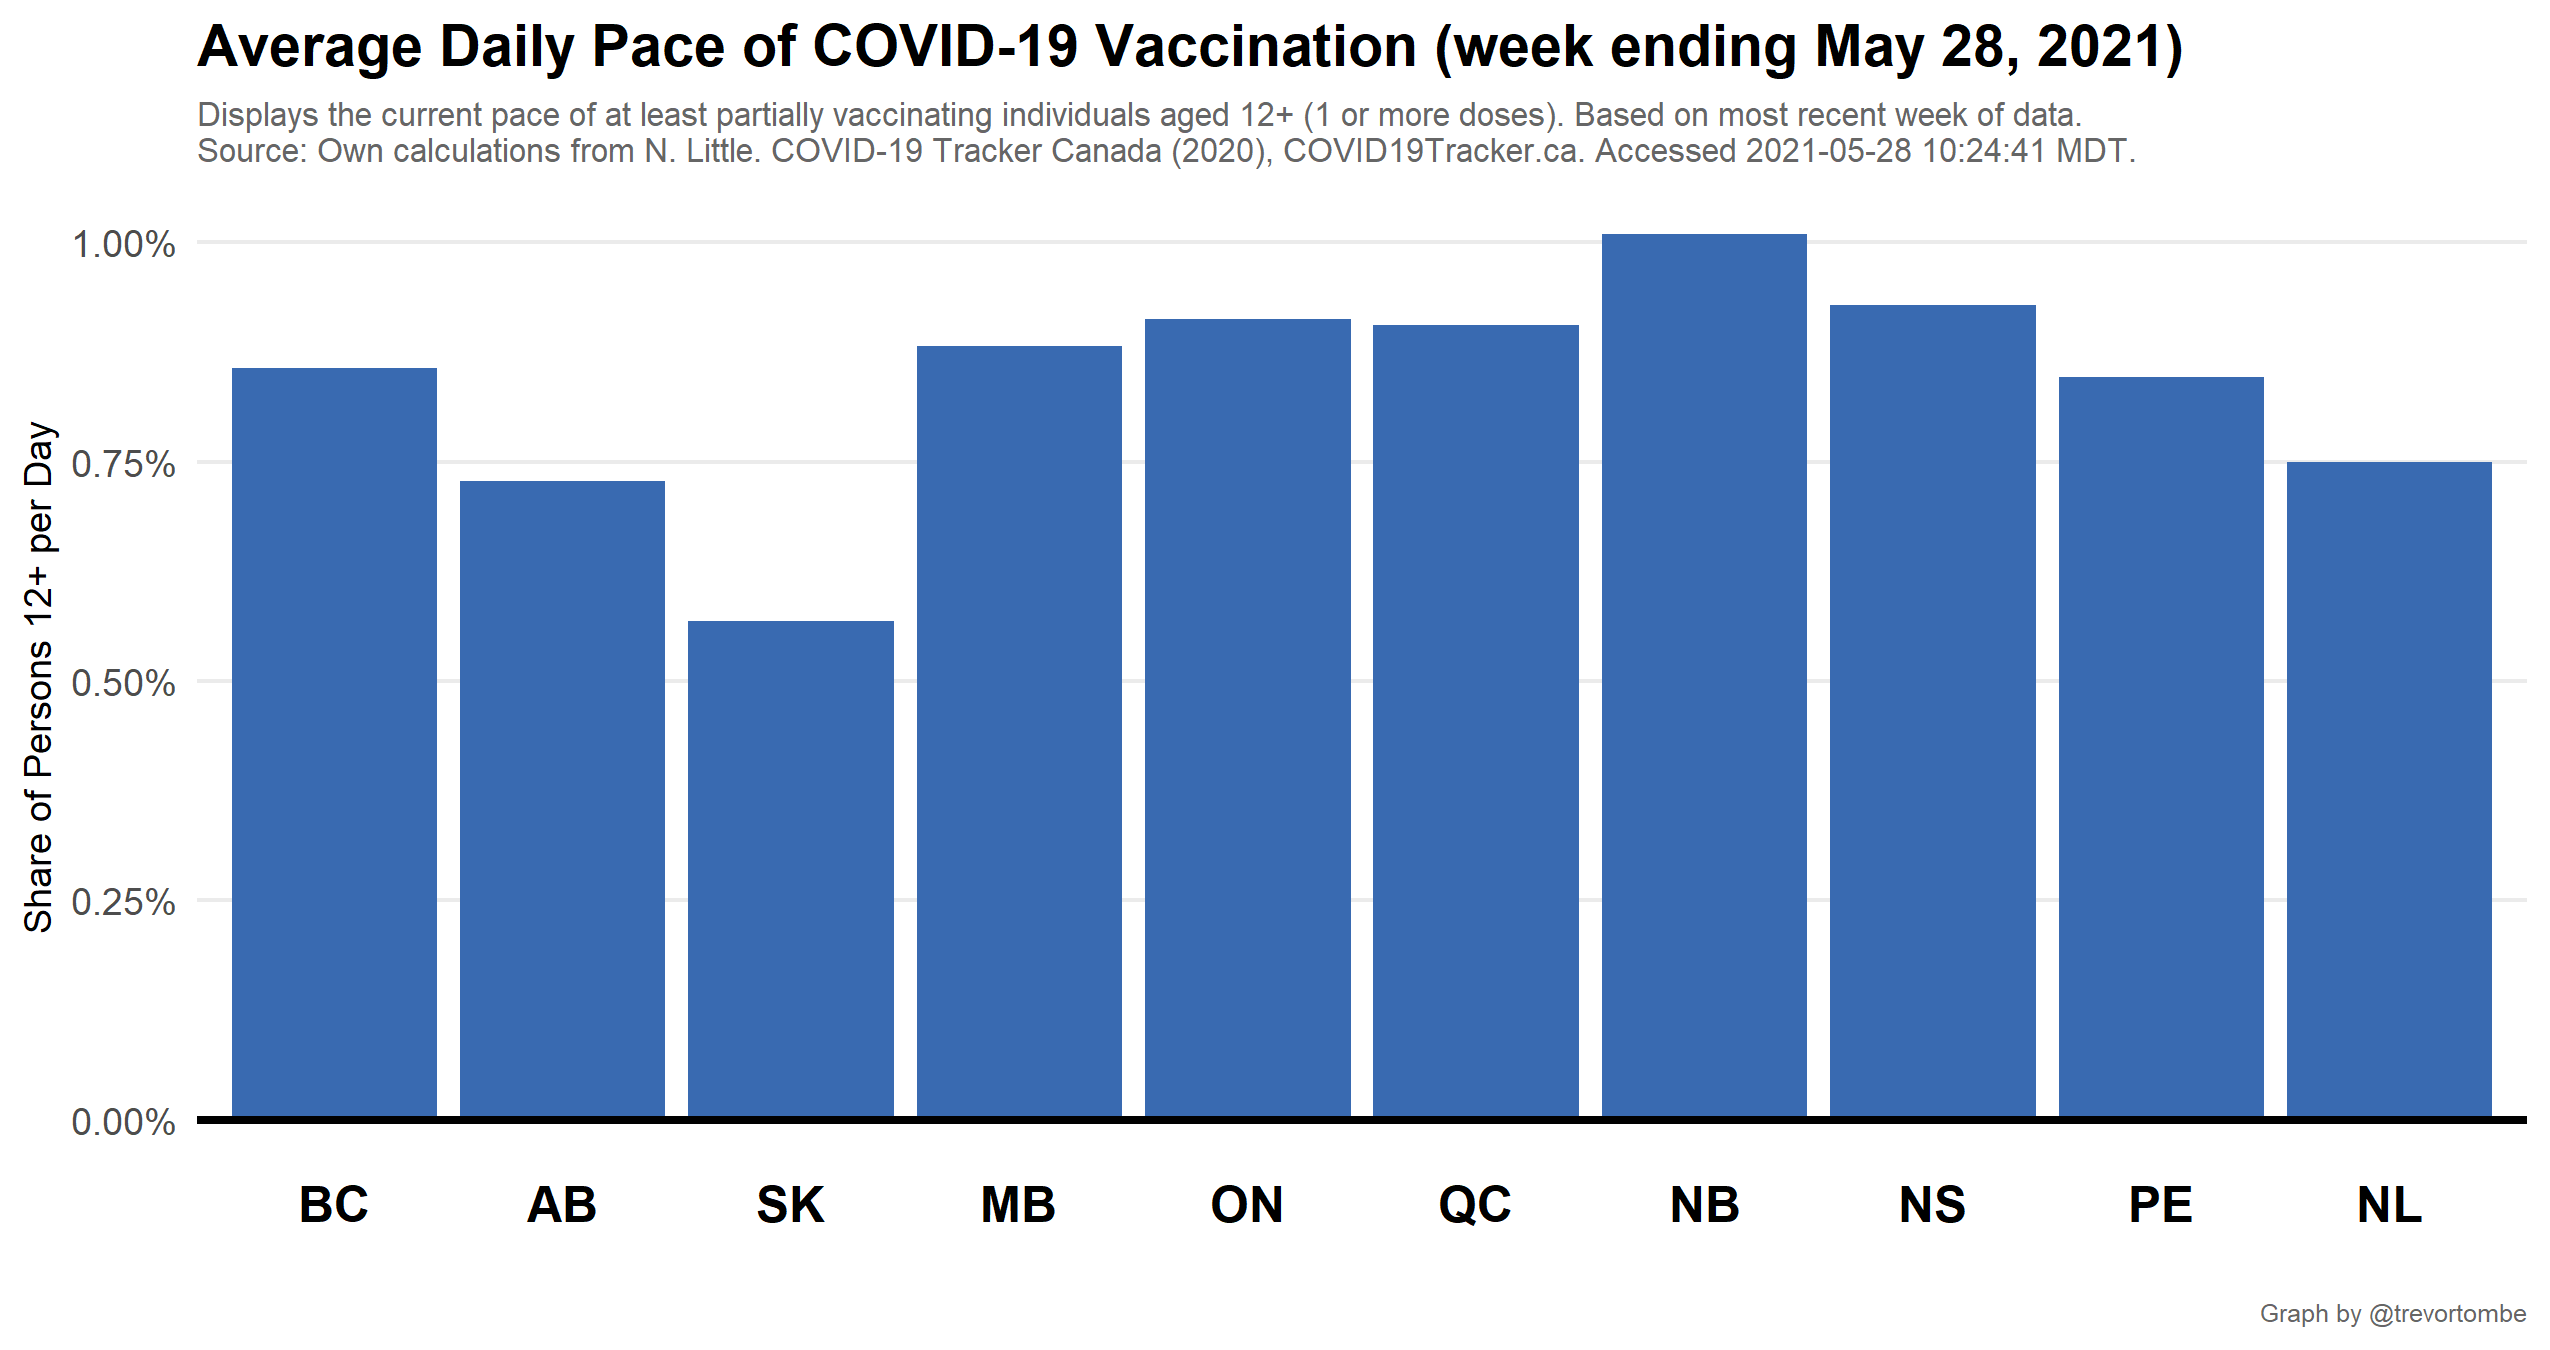 Average Daily Pace of COVID-19 Vaccination (week ending May 28, 2021)
Displays the current pace of at least partially vaccinating individuals aged 12+ (1 or more doses). Based on most recent week of data.
Source: Own calculations from N. Little. COVID-19 Tracker Canada (2020), COVID19Tracker.ca. Accessed 2021-05-28 10:24:41 MDT.
Share of Persons 12+ per Day
1.00%
0.75%
0.50%
0.25%
0.00%
BC AB SK MB ON QC NB NS PE NL
Graph by @trevortombe